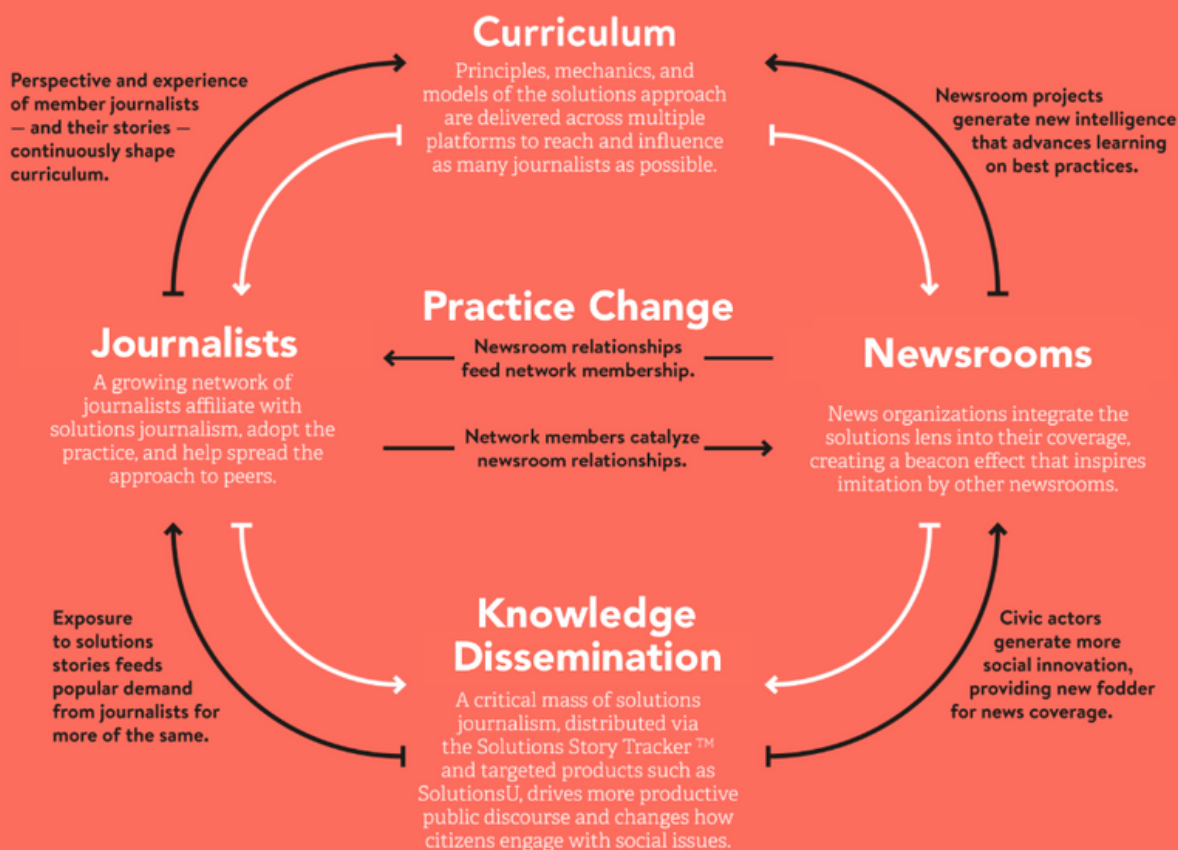 Curriculum
Principles, mechanics, and
models of the solutions approach
are delivered across multiple
platforms to reach and influence
as many journalists as possible.
Perspective and experience
of member journalists
— and their stories —
continuously shape
curriculum.
Newsroom projects
generate new intelligence
that advances learning
on best practices.
Practice Change
Newsroom relationships
feed network membership.
Network members catalyze
newsroom relationships.
Journalists
A growing network of
journalists affiliate with
solutions journalism, adopt the
practice, and help spread the
approach to peers.
Newsrooms
News organizations integrate the
solutions lens into their coverage,
creating a beacon effect that inspires
imitation by other newsrooms.
Exposure
to solutions
stories feeds
popular demand
from journalists for
more of the same.
Knowledge
Dissemination
A critical mass of solutions
journalism, distributed via
the Solutions Story Tracker ™
and targeted products such as
SolutionsU, drives more productive
public discourse and changes how
citizens engage with social issues.
Civic actors
generate more
social innovation,
providing new fodder
for news coverage.